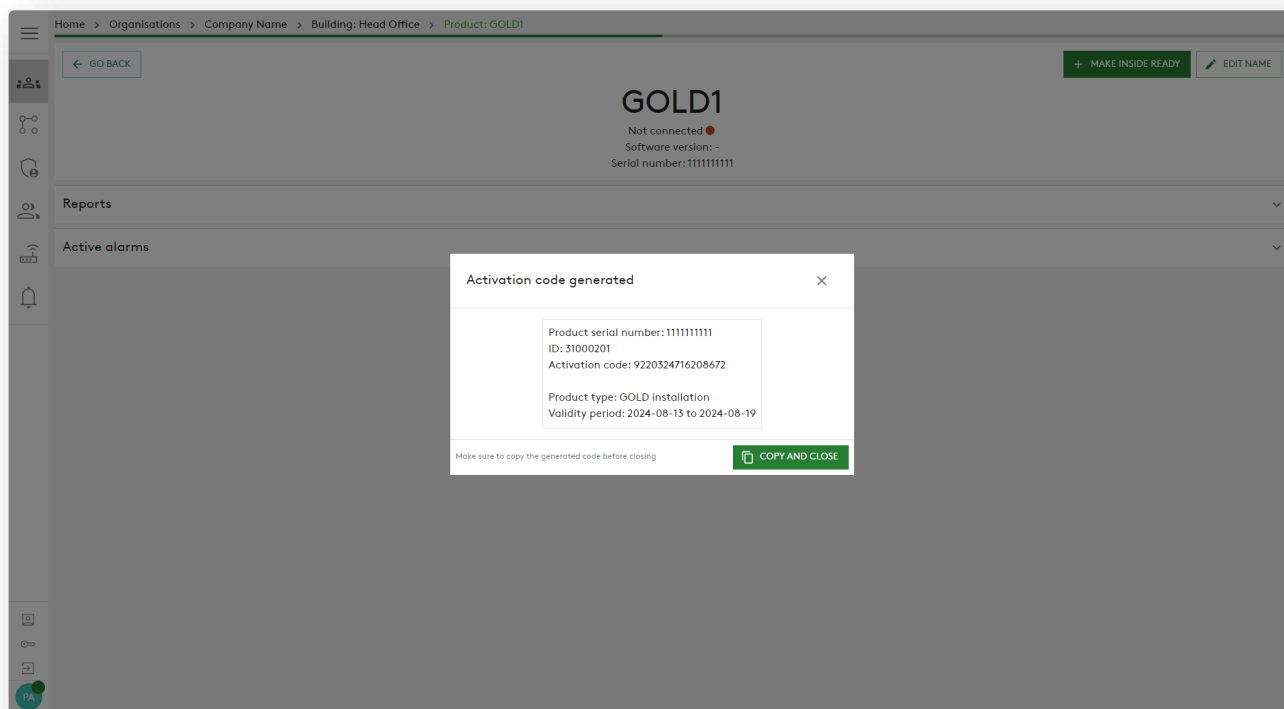 Home > Organisations > Company Name > Building: Head Office > Product: GOLD1
GO BACK
MAKE INSIDE READY
EDIT NAME
GOLD1
Not connected
Software version: -
Serial number: 1111111111
Reports
Active alarms
Activation code generated
Product serial number: 1111111111
ID: 31000201
Activation code: 9220324716208672
Product type: GOLD installation
Validity period: 2024-08-13 to 2024-08-19
Make sure to copy the generated code before closing
COPY AND CLOSE
PA